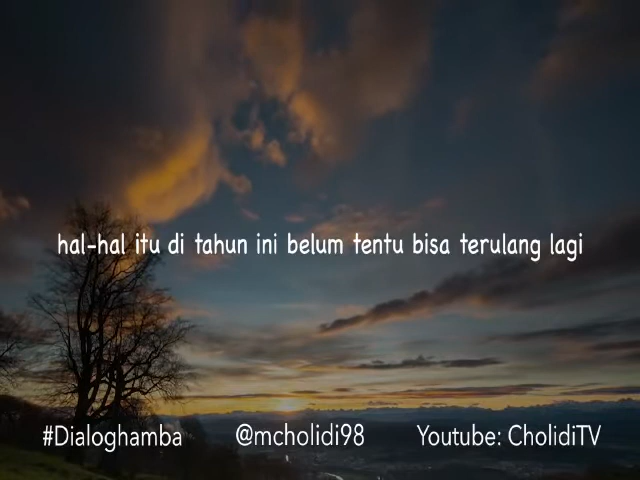 hal-hal itu di tahun ini belum tentu bisa terulang lagi
#Dialoghamba @mcholidi98 Youtube: CholidiTV